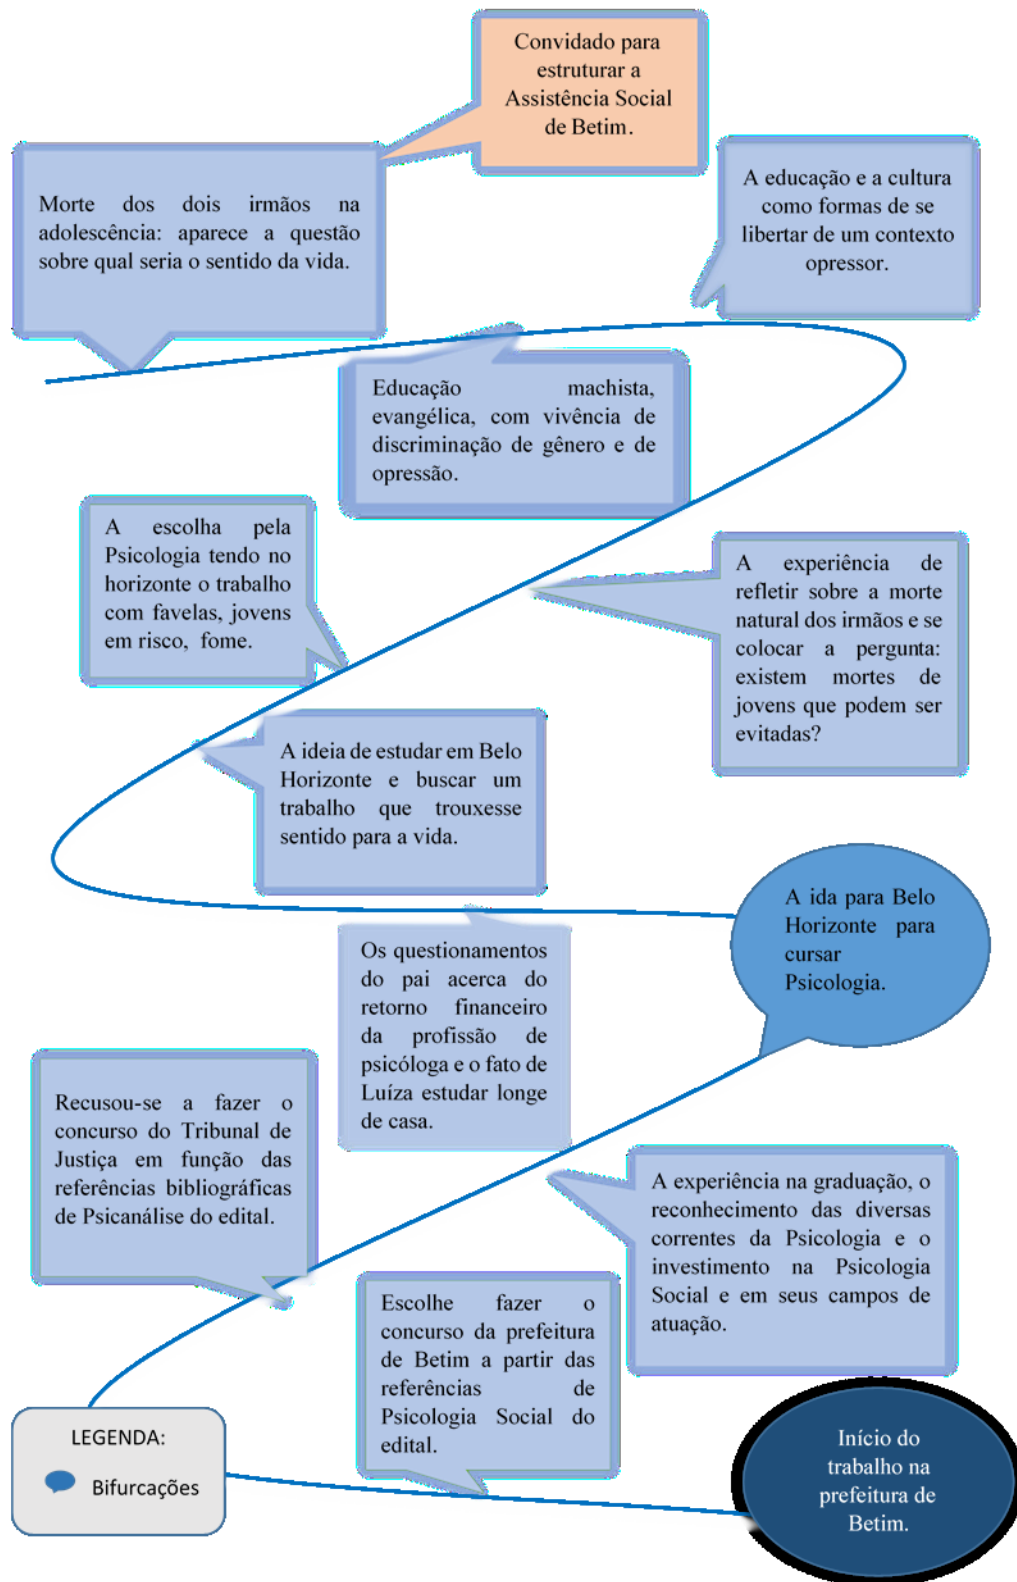 Convidado para
estruturar a
Assistência Social
de Betim.
Morte dos dois irmãos na
adolescência: aparece a questão
sobre qual seria o sentido da vida.
A educação e a cultura
como formas de se
libertar de um contexto
opressor.
Educação machista,
evangélica, com vivência de
discriminação de gênero e de
opressão.
A escolha pela
Psicologia tendo no
horizonte o trabalho
com favelas, jovens
em risco, fome.
A experiência de
refletir sobre a morte
natural dos irmãos e se
colocar a pergunta:
existem mortes de
jovens que podem ser
evitadas?
A ideia de estudar em Belo
Horizonte e buscar um
trabalho que trouxesse
sentido para a vida.
A ida para Belo
Horizonte para
cursar
Psicologia.
Os questionamentos
do pai acerca do
retorno financeiro
da profissão de
psicóloga e o fato de
Luíza estudar longe
de casa.
Recusou-se a fazer o
concurso do Tribunal de
Justiça em função das
referências bibliográficas
de Psicanálise do edital.
A experiência na graduação, o
reconhecimento das diversas
correntes da Psicologia e o
investimento na Psicologia
Social e em seus campos de
atuação.
Escolhe fazer o
concurso da prefeitura
de Betim a partir das
referências de
Psicologia Social do
edital.
LEGENDA:
Bifurcações
Início do
trabalho na
prefeitura de
Betim.